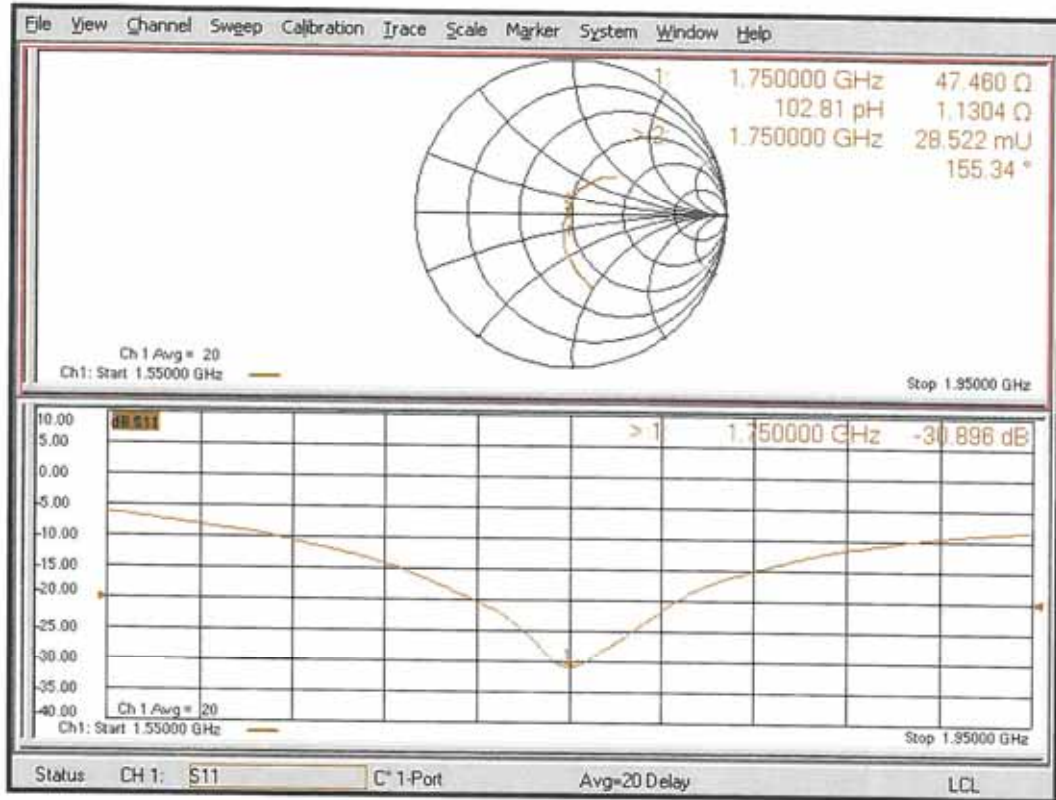 File View Channel Sweep Calibration Trace Scale Marker System Window Help
1: 1.750000 GHz 47.460 Ω
102.81 pH 1.1304 Ω
> 2: 1.750000 GHz 28.522 mU
155.34 °
Ch 1 Avg = 20
Ch1: Start 1.55000 GHz
Stop 1.95000 GHz
10.00 dB S11 > 1 1.750000 GHz -30.896 dB
5.00
0.00
-5.00
-10.00
-15.00
-20.00
-25.00
-30.00 1
-35.00
-40.00 Ch 1 Avg = 20
Ch1: Start 1.55000 GHz
Stop 1.95000 GHz
Status CH 1: S11 C* 1-Port Avg=20 Delay LCL